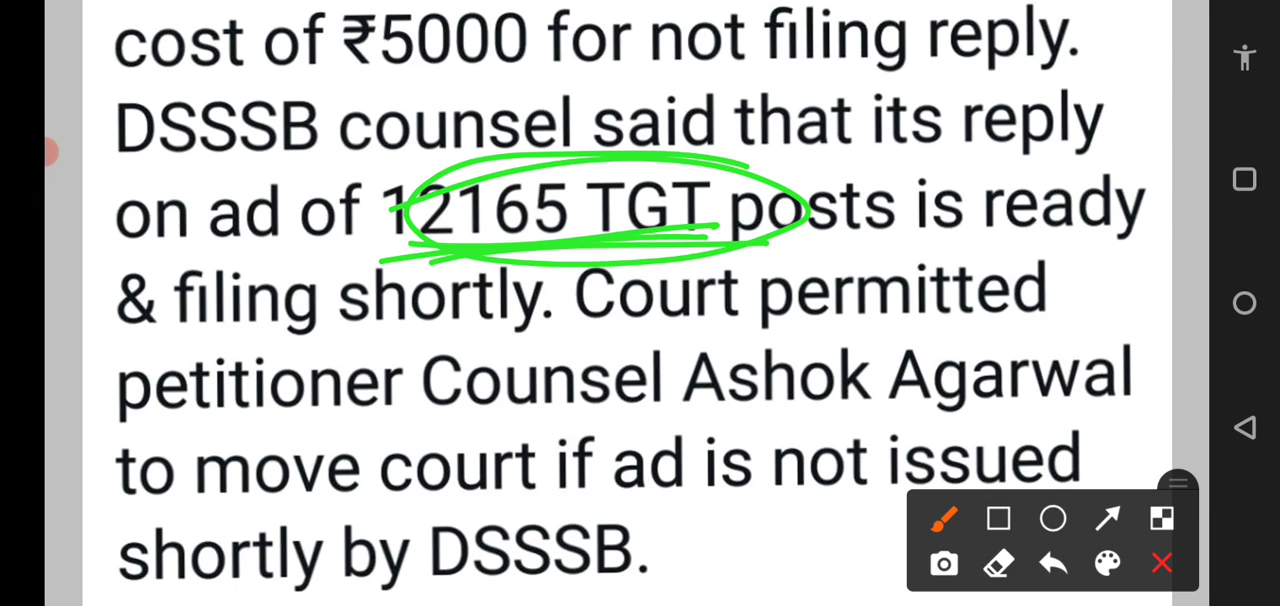 cost of ₹5000 for not filing reply.
DSSSB counsel said that its reply
on ad of 12165 TGT posts is ready
& filing shortly. Court permitted
petitioner Counsel Ashok Agarwal
to move court if ad is not issued
shortly by DSSSB.